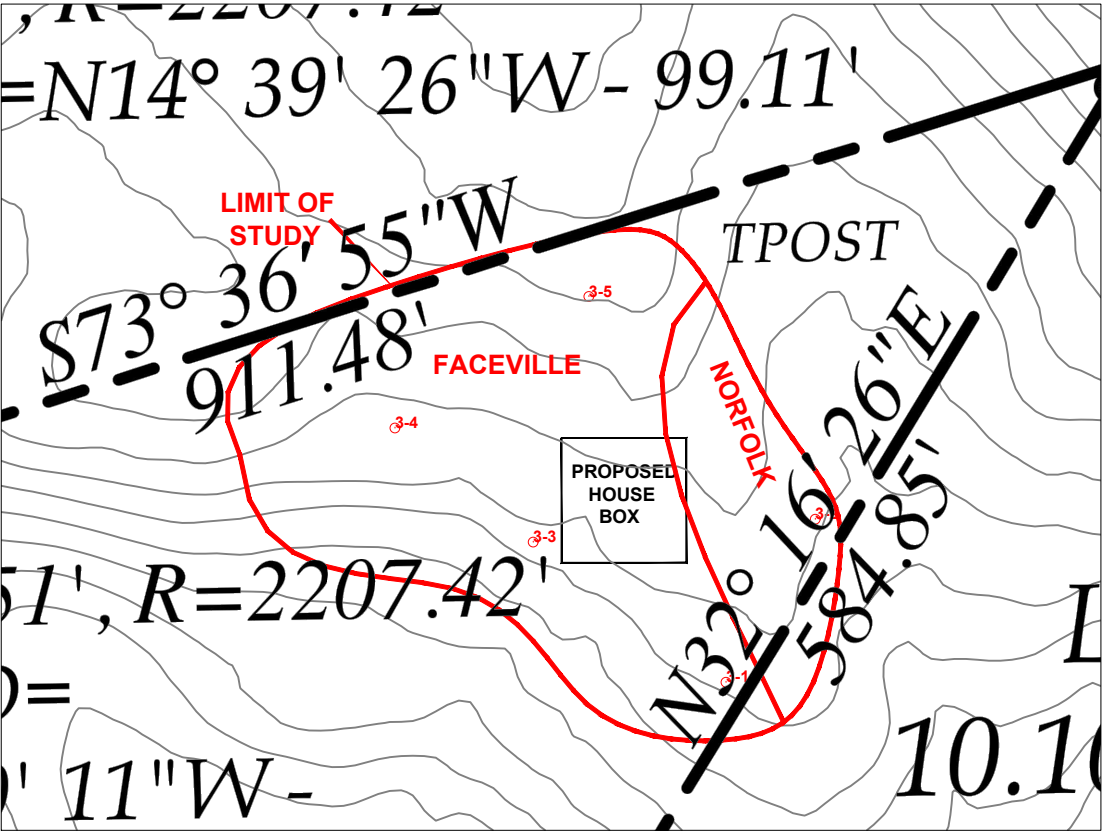 , R=2207.42'
=N14° 39' 26"W - 99.11'
LIMIT OF
STUDY
S73° 36' 55"W
911.48'
TPOST
3-5
FACEVILLE
NORFOLK
3-4
N32° 16' 26"E
584.85'
PROPOSED
HOUSE
BOX
3-3
51', R=2207.42'
3-1
L
D=
10.10
' 11"W -